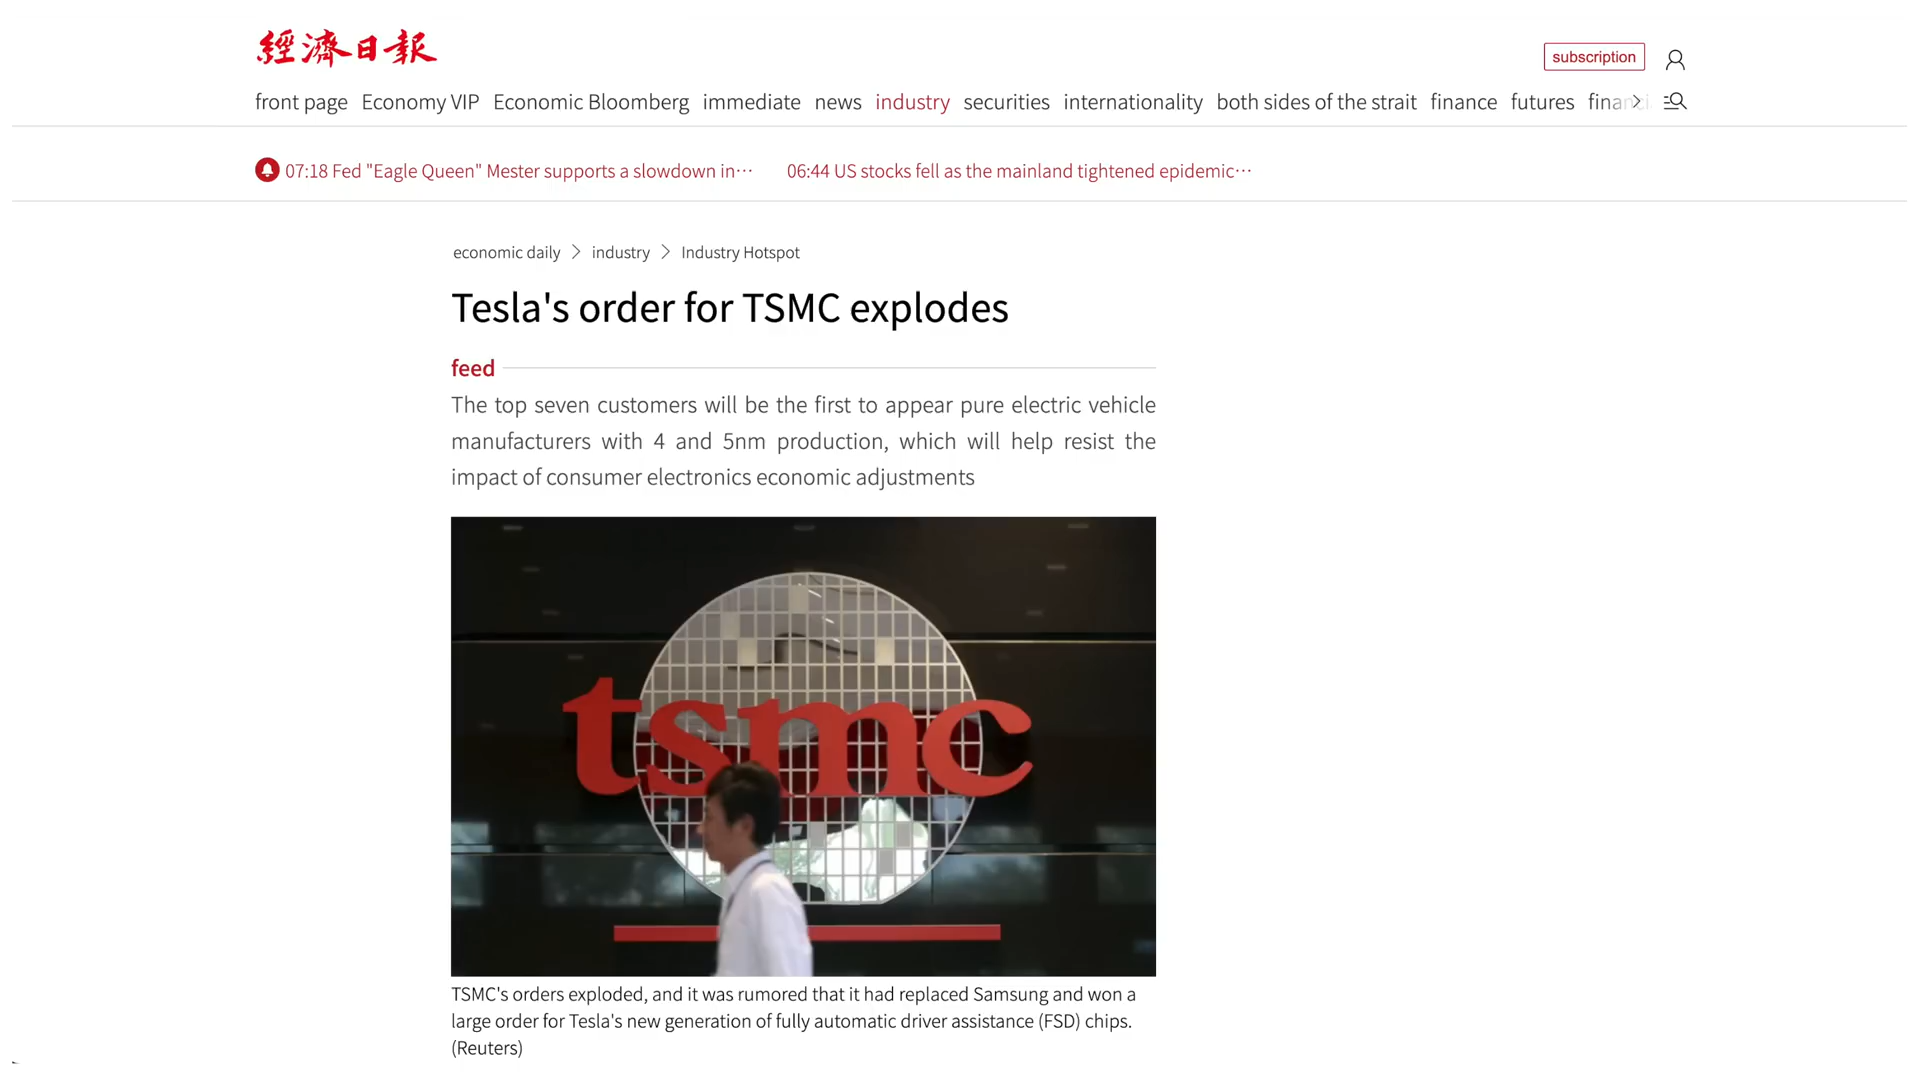 經濟日報
subscription
front page Economy VIP Economic Bloomberg immediate news industry securities internationality both sides of the strait finance futures
07:18 Fed "Eagle Queen" Mester supports a slowdown in··· 06:44 US stocks fell as the mainland tightened epidemic···
economic daily > industry > Industry Hotspot
Tesla's order for TSMC explodes
feed
The top seven customers will be the first to appear pure electric vehicle
manufacturers with 4 and 5nm production, which will help resist the
impact of consumer electronics economic adjustments
tsmc
TSMC's orders exploded, and it was rumored that it had replaced Samsung and won a
large order for Tesla's new generation of fully automatic driver assistance (FSD) chips.
(Reuters)